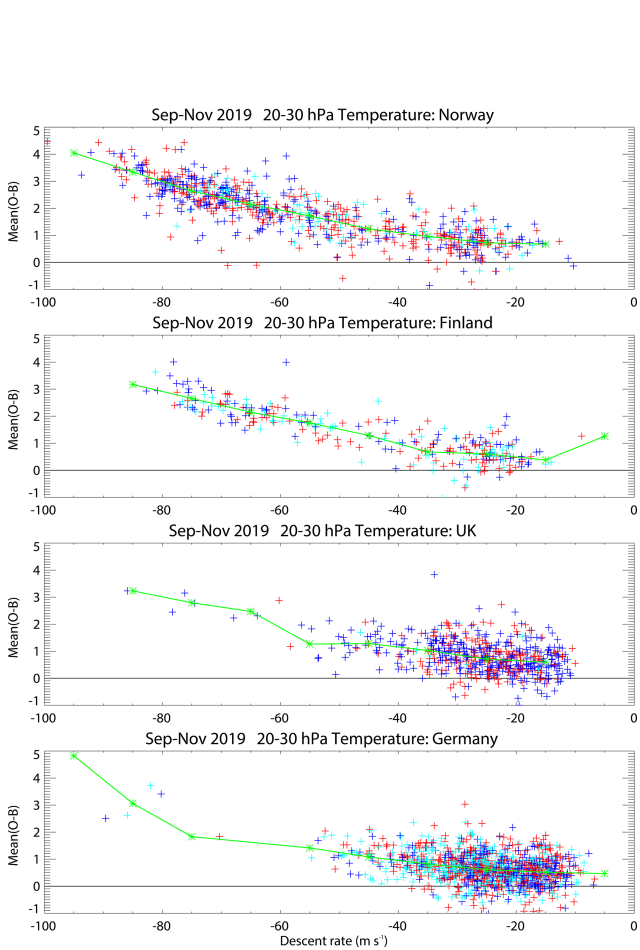 Sep-Nov 2019 20-30 hPa Temperature: Norway
5
4
3
2
1
0
-1
Mean(O-B)
-100 -80 -60 -40 -20 0
Sep-Nov 2019 20-30 hPa Temperature: Finland
5
4
3
2
1
0
-1
Mean(O-B)
-100 -80 -60 -40 -20 0
Sep-Nov 2019 20-30 hPa Temperature: UK
5
4
3
2
1
0
-1
Mean(O-B)
-100 -80 -60 -40 -20 0
Sep-Nov 2019 20-30 hPa Temperature: Germany
5
4
3
2
1
0
-1
Mean(O-B)
-100 -80 -60 -40 -20 0
Descent rate (m s⁻¹)